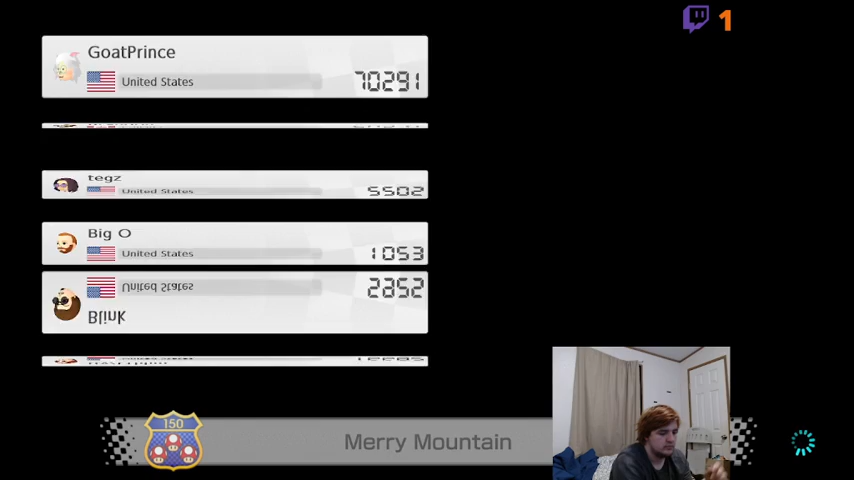 1
GoatPrince
United States
70291
tegz
United States
5502
Big O
United States
1053
United States
2352
Blink
150
Merry Mountain